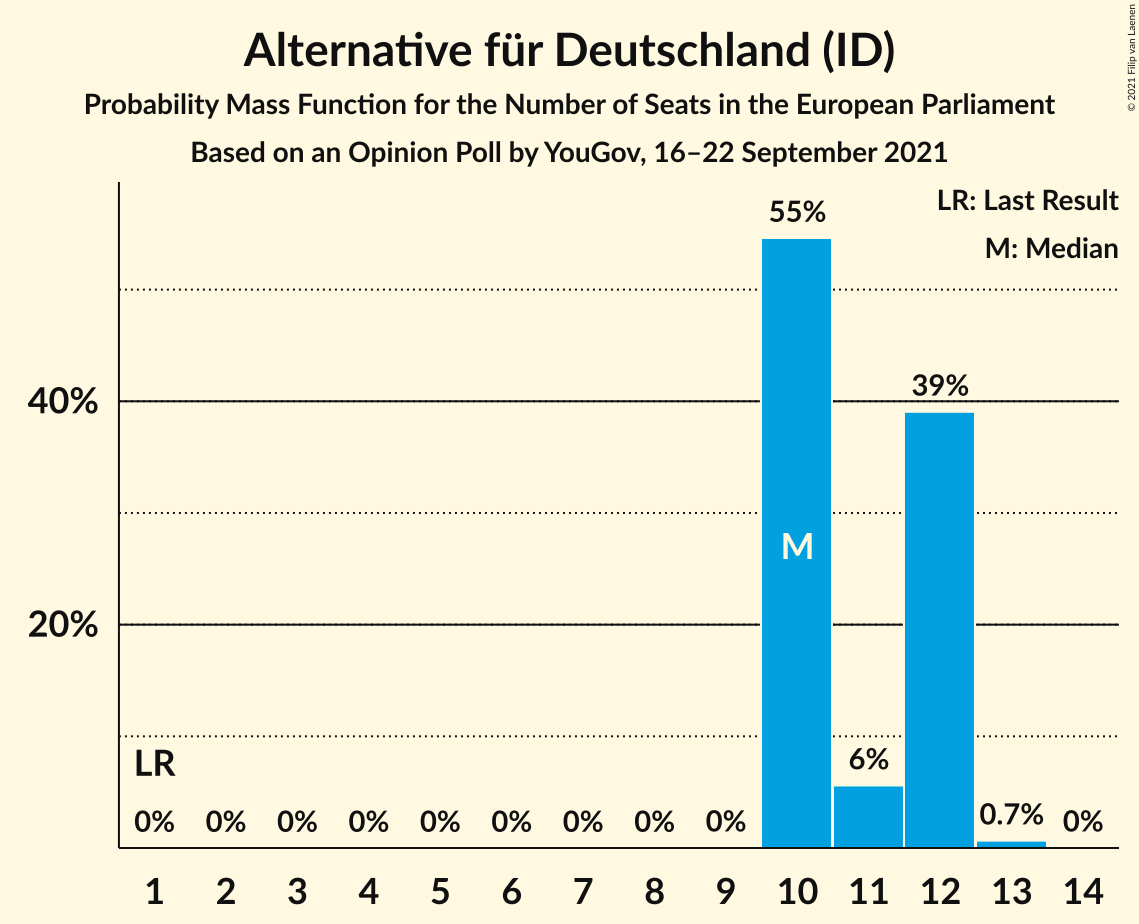 Alternative für Deutschland (ID)
Probability Mass Function for the Number of Seats in the European Parliament
Based on an Opinion Poll by YouGov, 16–22 September 2021
© 2021 Filip van Laenen
LR: Last Result
M: Median
55%
40%
39%
M
20%
LR
6%
0% 0% 0% 0% 0% 0% 0% 0% 0% 0.7% 0%
1 2 3 4 5 6 7 8 9 10 11 12 13 14